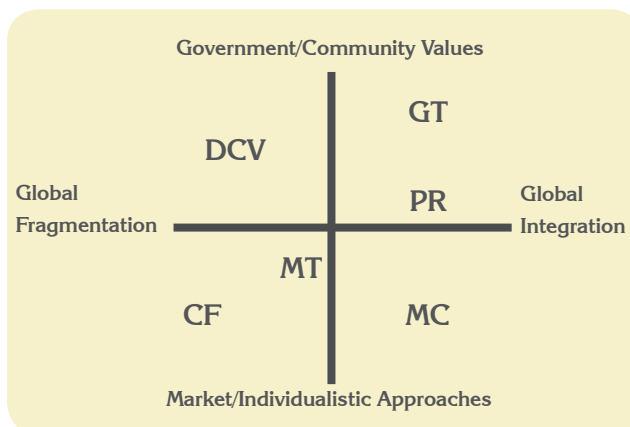 Government/Community Values
GT
DCV
Global
Fragmentation
PR
Global
Integration
MT
CF
MC
Market/Individualistic Approaches